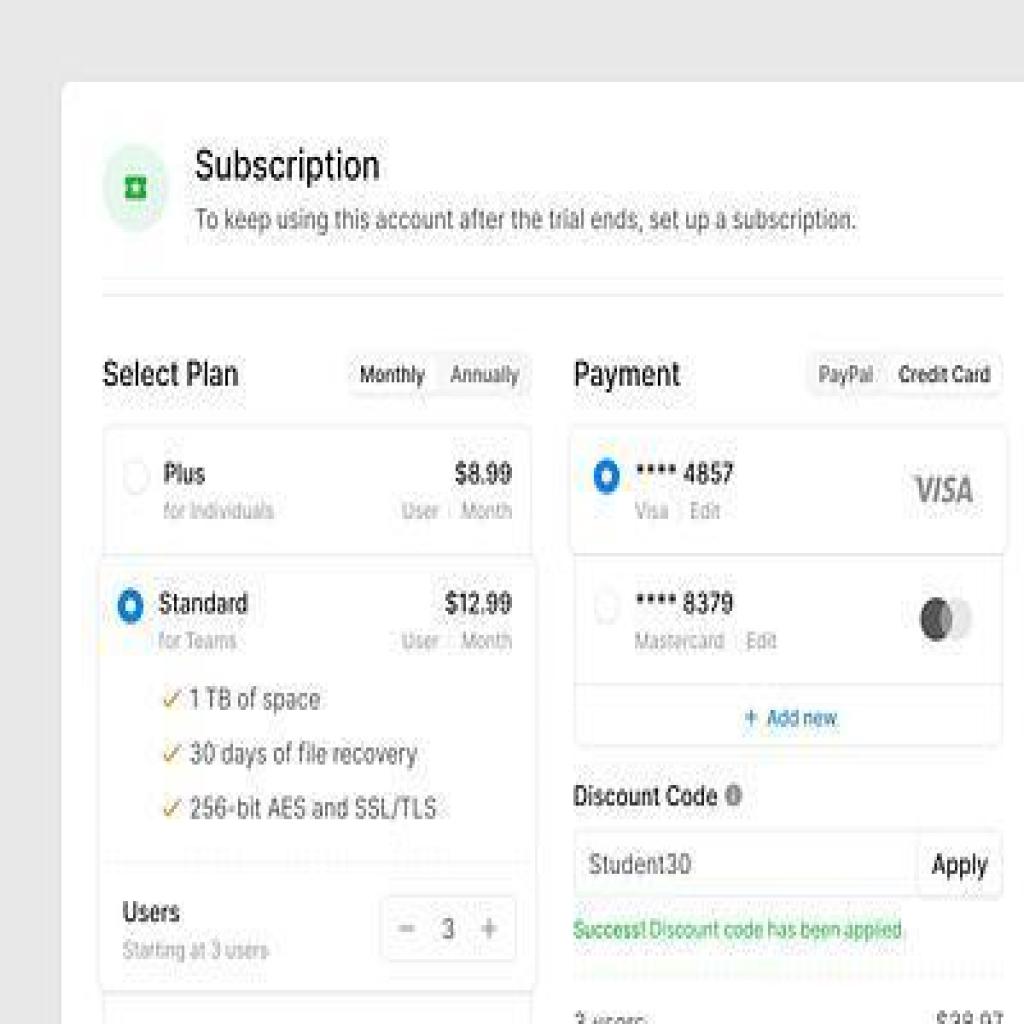 Subscription
To keep using this account after the trial ends, set up a subscription.
Select Plan
Monthly Annually
Plus $8.99
for Individuals User Month
Standard $12.99
for Teams User Month
✓ 1 TB of space
✓ 30 days of file recovery
✓ 256-bit AES and SSL/TLS
Users
Starting at 3 users
− 3 +
Payment
PayPal Credit Card
•••• 4857
Visa Edit
VISA
•••• 8379
Mastercard Edit
+ Add new
Discount Code
Student30 Apply
Success! Discount code has been applied.
3 users: $38.97